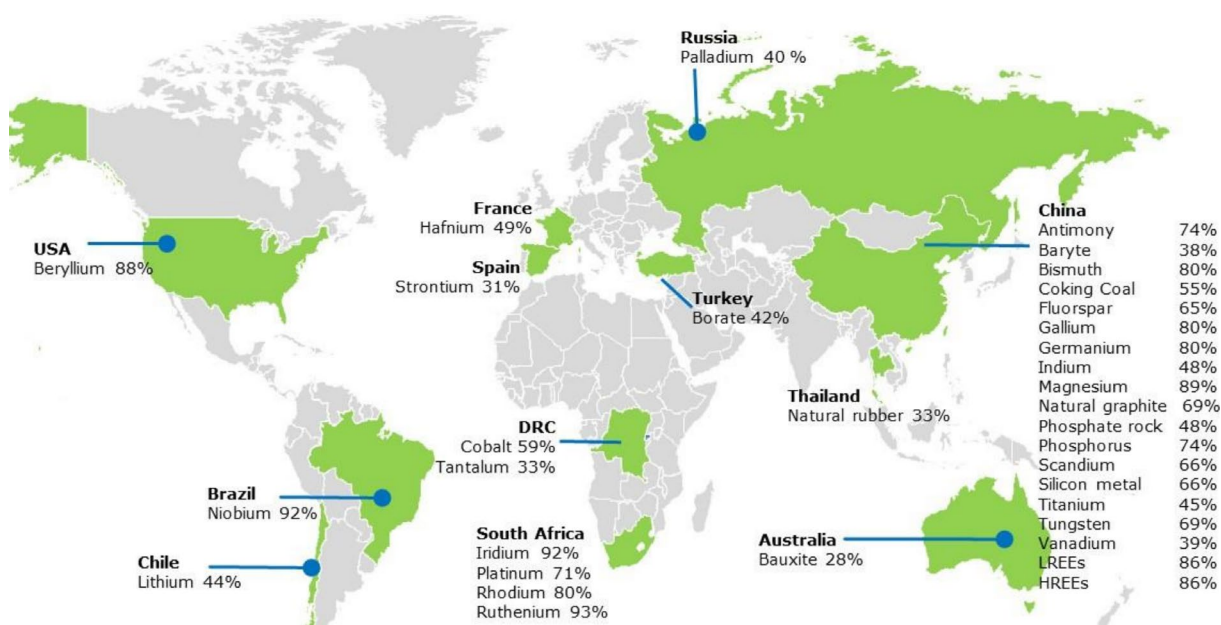 Russia
Palladium 40 %
France
Hafnium 49%
USA
Beryllium 88%
Spain
Strontium 31%
Turkey
Borate 42%
China
Antimony 74%
Baryte 38%
Bismuth 80%
Coking Coal 55%
Fluorspar 65%
Gallium 80%
Germanium 80%
Indium 48%
Magnesium 89%
Natural graphite 69%
Phosphate rock 48%
Phosphorus 74%
Scandium 66%
Silicon metal 66%
Titanium 45%
Tungsten 69%
Vanadium 39%
LREEs 86%
HREEs 86%
Thailand
Natural rubber 33%
DRC
Cobalt 59%
Tantalum 33%
Brazil
Niobium 92%
South Africa
Iridium 92%
Platinum 71%
Rhodium 80%
Ruthenium 93%
Australia
Bauxite 28%
Chile
Lithium 44%